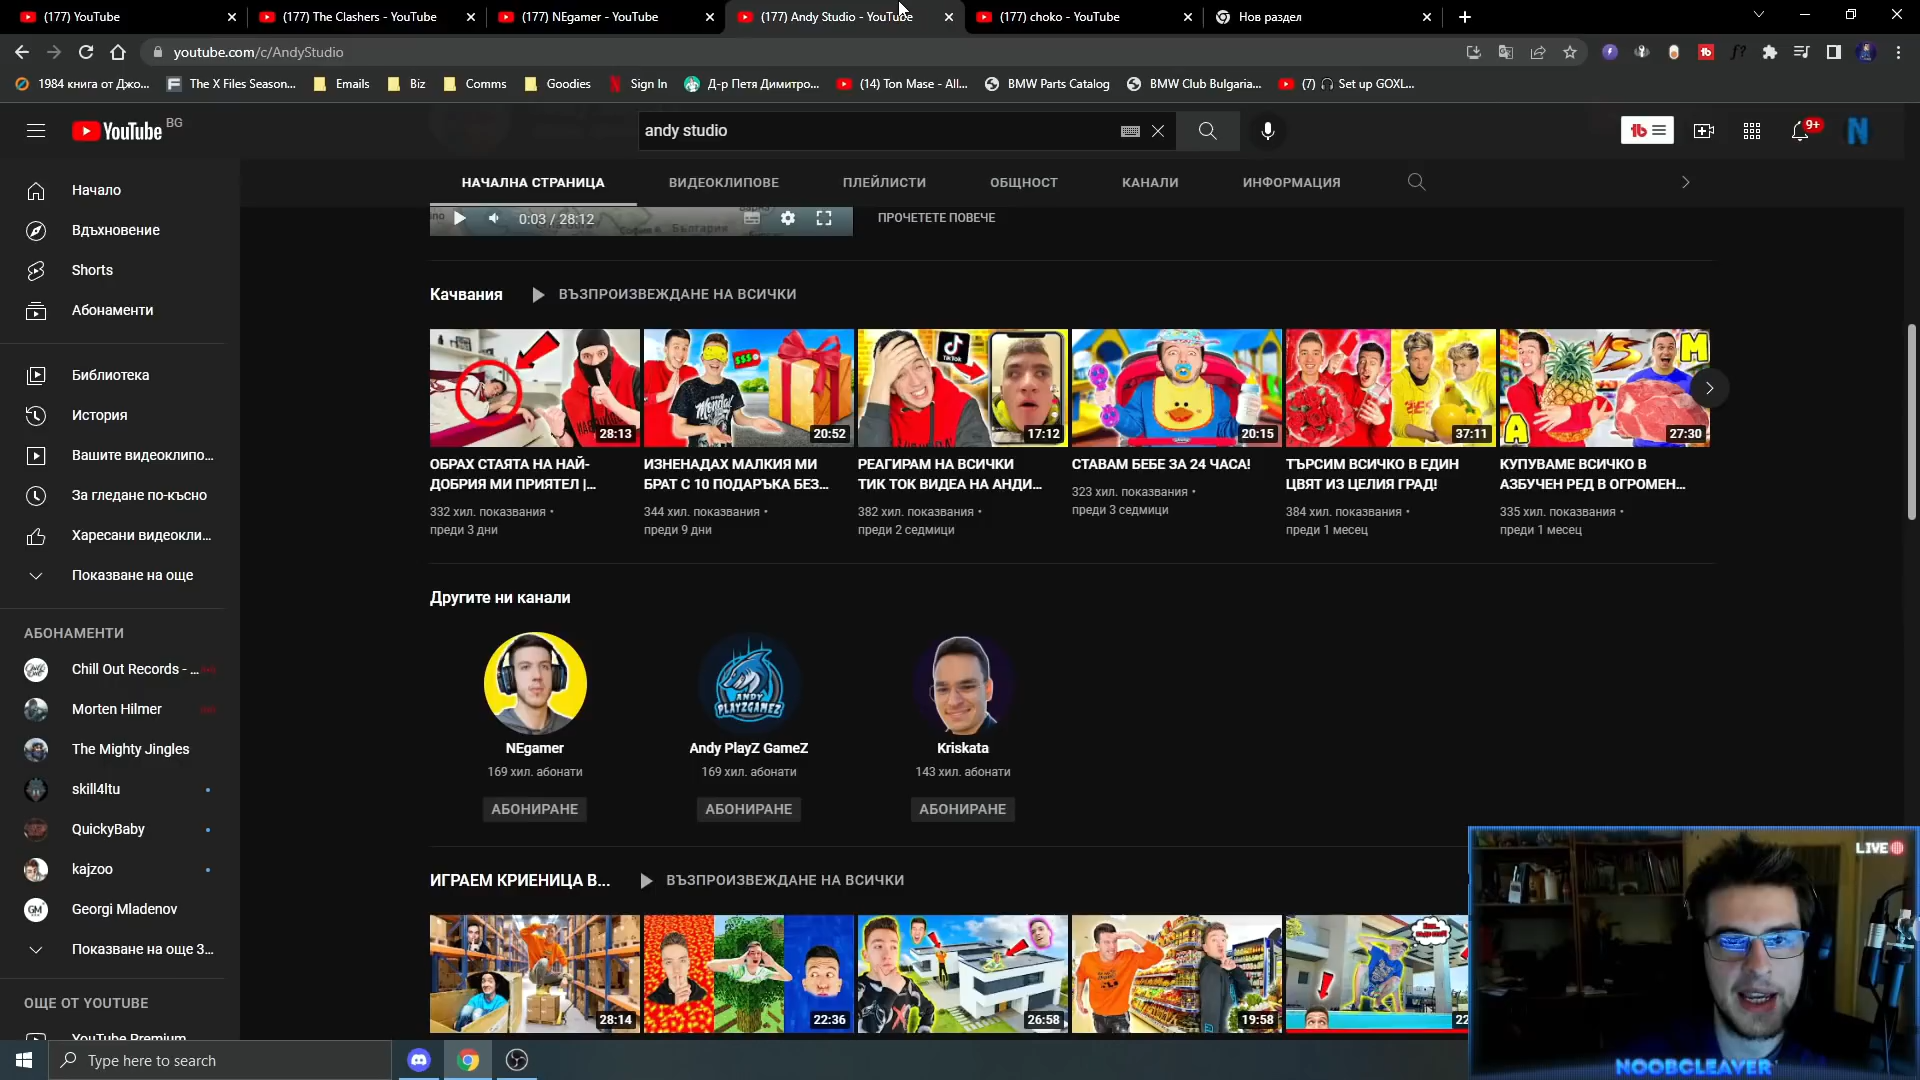 (177) YouTube
(177) The Clashers - YouTube
(177) NEgamer - YouTube
(177) Andy Studio - YouTube
(177) choko - YouTube
Нов раздел
youtube.com/c/AndyStudio
1984 книга от Джо...
The X Files Season...
Emails
Biz
Comms
Goodies
Sign In
Д-р Петя Димитро...
(14) Ton Mase - All...
BMW Parts Catalog
BMW Club Bulgaria...
(7) 🎧 Set up GOXL...
YouTube BG
andy studio
9+
НАЧАЛНА СТРАНИЦА
ВИДЕОКЛИПОВЕ
ПЛЕЙЛИСТИ
ОБЩНОСТ
КАНАЛИ
ИНФОРМАЦИЯ
Начало
Вдъхновение
Shorts
Абонаменти
Библиотека
История
Вашите видеоклипо...
За гледане по-късно
Харесани видеокли...
Показване на още
АБОНАМЕНТИ
Chill Out Records - ...
Morten Hilmer
The Mighty Jingles
skill4ltu
QuickyBaby
kajzoo
Georgi Mladenov
Показване на още 3...
ОЩЕ ОТ YOUTUBE
YouTube Premium
0:03 / 28:12
ПРОЧЕТЕТЕ ПОВЕЧЕ
Качвания
ВЪЗПРОИЗВЕЖДАНЕ НА ВСИЧКИ
28:13
20:52
TikTok
17:12
20:15
37:11
VS
M
A
27:30
ОБРАХ СТАЯТА НА НАЙ-
ДОБРИЯ МИ ПРИЯТЕЛ |...
332 хил. показвания •
преди 3 дни
ИЗНЕНАДАХ МАЛКИЯ МИ
БРАТ С 10 ПОДАРЪКА БЕЗ...
344 хил. показвания •
преди 9 дни
РЕАГИРАМ НА ВСИЧКИ
ТИК ТОК ВИДЕА НА АНДИ...
382 хил. показвания •
преди 2 седмици
СТАВАМ БЕБЕ ЗА 24 ЧАСА!
323 хил. показвания •
преди 3 седмици
ТЪРСИМ ВСИЧКО В ЕДИН
ЦВЯТ ИЗ ЦЕЛИЯ ГРАД!
384 хил. показвания •
преди 1 месец
КУПУВАМЕ ВСИЧКО В
АЗБУЧЕН РЕД В ОГРОМЕН...
335 хил. показвания •
преди 1 месец
Другите ни канали
ANDY
PLAYZGAMEZ
NEgamer
169 хил. абонати
АБОНИРАНЕ
Andy PlayZ GameZ
169 хил. абонати
АБОНИРАНЕ
Kriskata
143 хил. абонати
АБОНИРАНЕ
ИГРАЕМ КРИЕНИЦА В...
ВЪЗПРОИЗВЕЖДАНЕ НА ВСИЧКИ
28:14
22:36
26:58
19:58
LIVE
NOOBCLEAVER
Type here to search